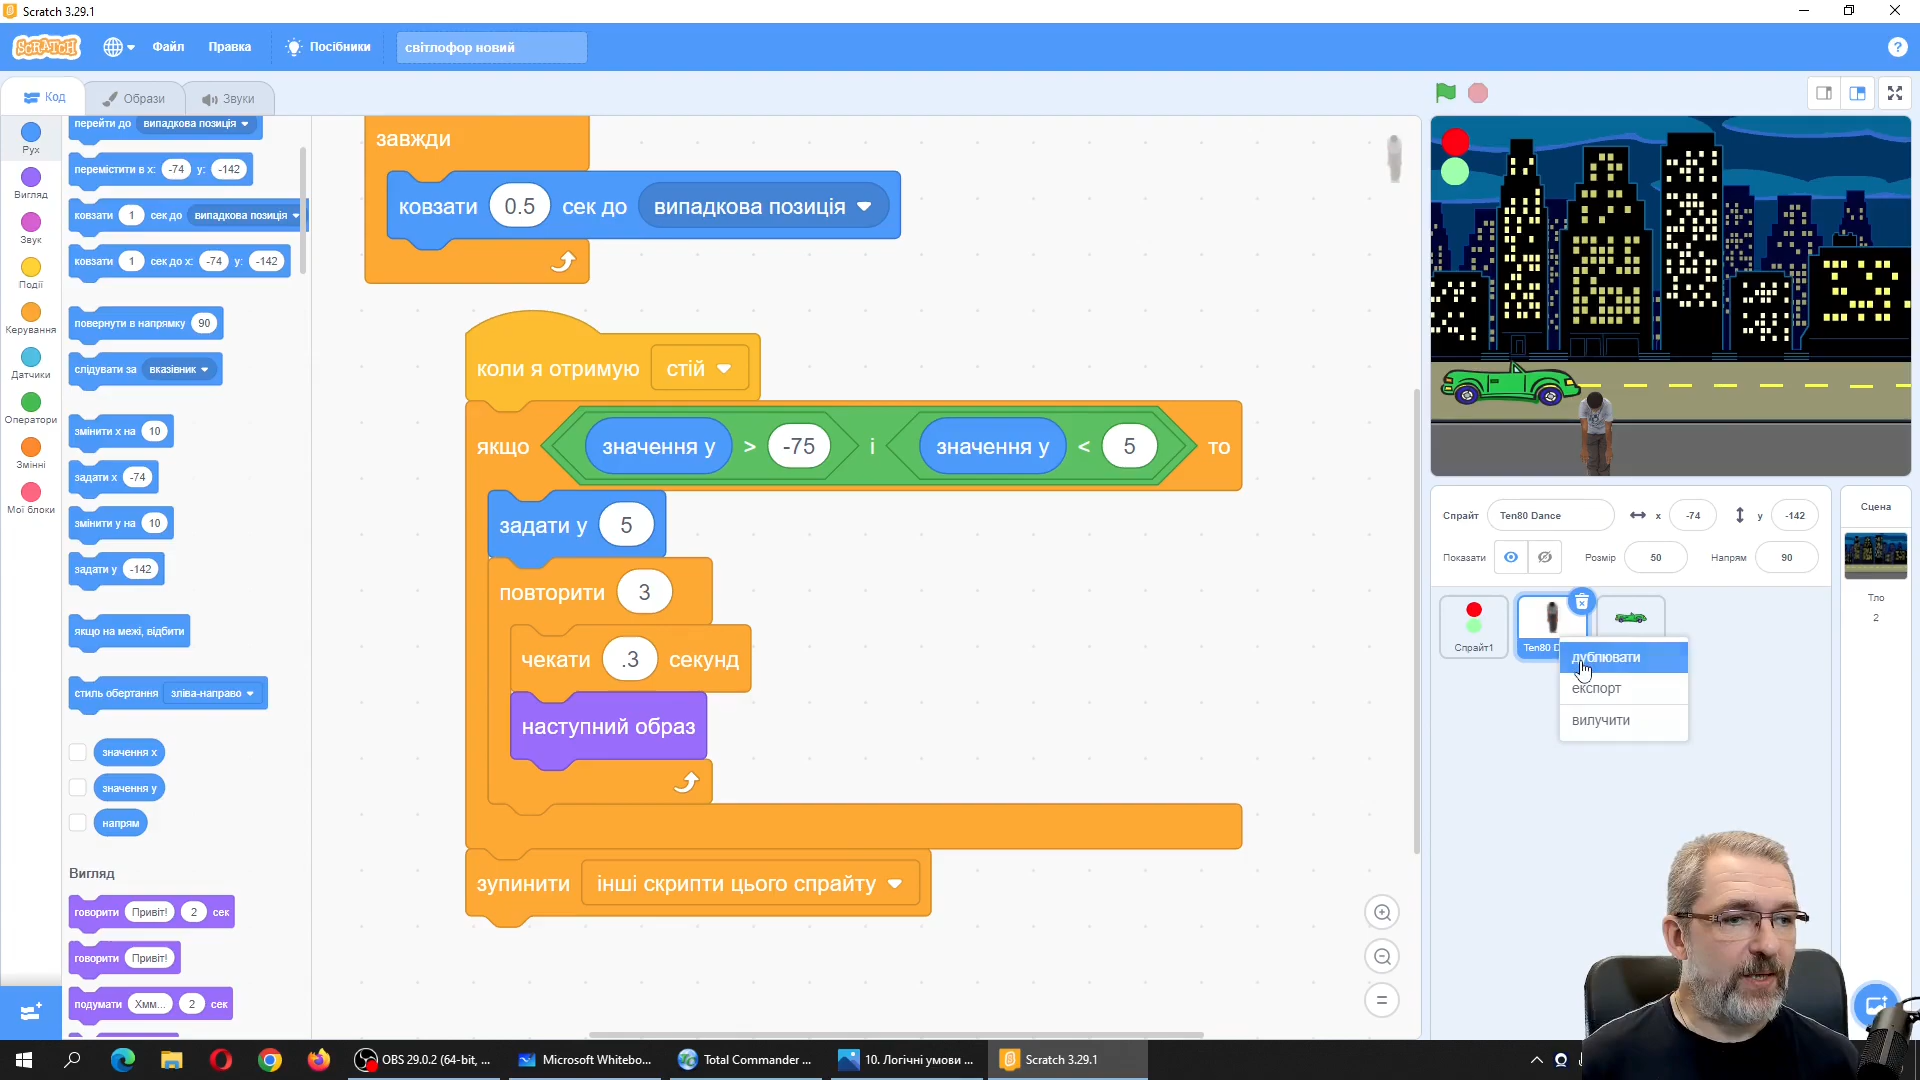 Scratch 3.29.1
SCRATCH
Файл
Правка
Посібники
світлофор новий
Код
Образи
Звуки
Рух
Вигляд
Звук
Події
Керування
Датчики
Оператори
Змінні
Мої блоки
перейти до випадкова позиція
перемістити в x: -74 y: -142
ковзати 1 сек до випадкова позиція
ковзати 1 сек до x: -74 y: -142
повернути в напрямку 90
слідувати за вказівник
змінити x на 10
задати x -74
змінити y на 10
задати y -142
якщо на межі, відбити
стиль обертання зліва-направо
значення x
значення y
напрям
Вигляд
говорити Привіт! 2 сек
говорити Привіт!
подумати Хмм... 2 сек
завжди
ковзати 0.5 сек до випадкова позиція
коли я отримую стій
якщо значення y > -75 і значення y < 5 то
задати y 5
повторити 3
чекати .3 секунд
наступний образ
зупинити інші скрипти цього спрайту
Спрайт Ten80 Dance x -74 y -142
Показати Розмір 50 Напрям 90
Спрайт1
Ten80 D
дублювати
експорт
вилучити
Сцена
Тло
2
OBS 29.0.2 (64-bit, ...
Microsoft Whitebo...
Total Commander ...
10. Логічні умови ...
Scratch 3.29.1